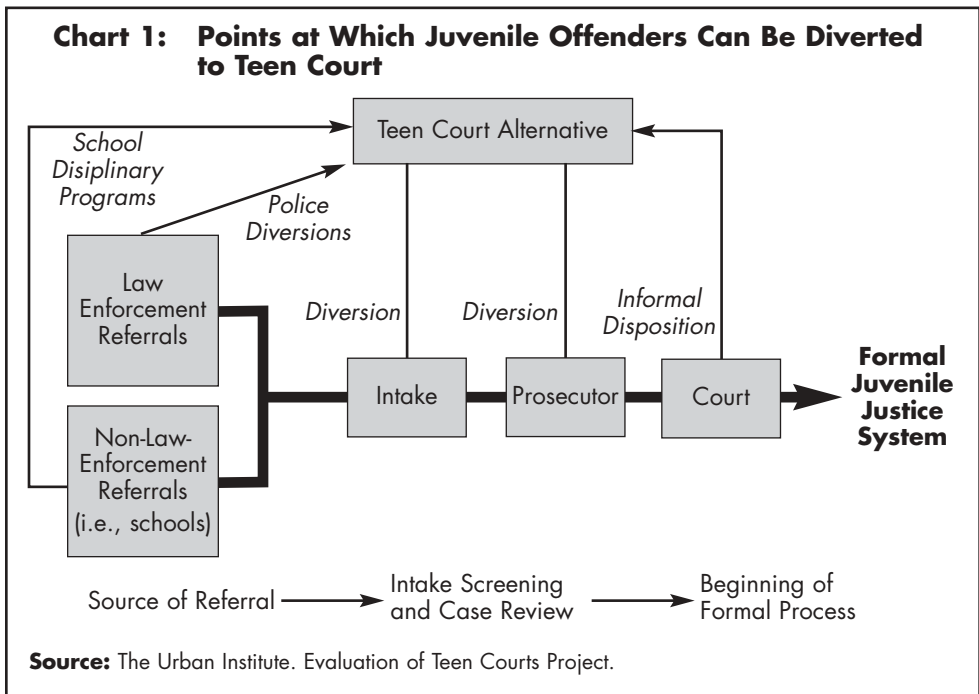 Chart 1: Points at Which Juvenile Offenders Can Be Diverted
to Teen Court
Teen Court Alternative
School
Disiplinary
Programs
Police
Diversions
Law
Enforcement
Referrals
Diversion
Diversion
Informal
Disposition
Intake
Prosecutor
Court
Formal
Juvenile
Justice
System
Non-Law-
Enforcement
Referrals
(i.e., schools)
Source of Referral
Intake Screening
and Case Review
Beginning of
Formal Process
Source: The Urban Institute. Evaluation of Teen Courts Project.